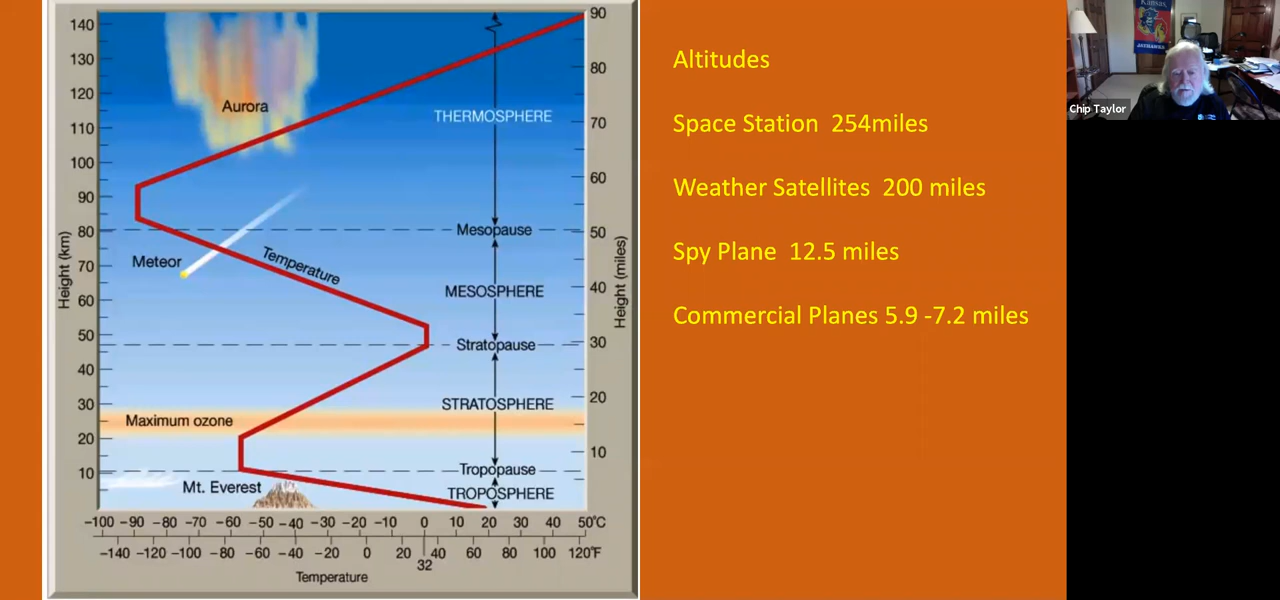 140
130
120
110
100
90
80
70
60
50
40
30
20
10
Height (km)
Aurora
Meteor
Temperature
Maximum ozone
Mt. Everest
THERMOSPHERE
Mesopause
MESOSPHERE
Stratopause
STRATOSPHERE
Tropopause
TROPOSPHERE
90
80
70
60
50
40
30
20
10
Height (miles)
−100 −90 −80 −70 −60 −50 −40 −30 −20 −10 0 10 20 30 40 50°C
−140 −120 −100 −80 −60 −40 −20 0 20 40 60 80 100 120°F
32
Temperature
Altitudes
Space Station 254miles
Weather Satellites 200 miles
Spy Plane 12.5 miles
Commercial Planes 5.9 -7.2 miles
Kansas
JAYHAWKS
Chip Taylor